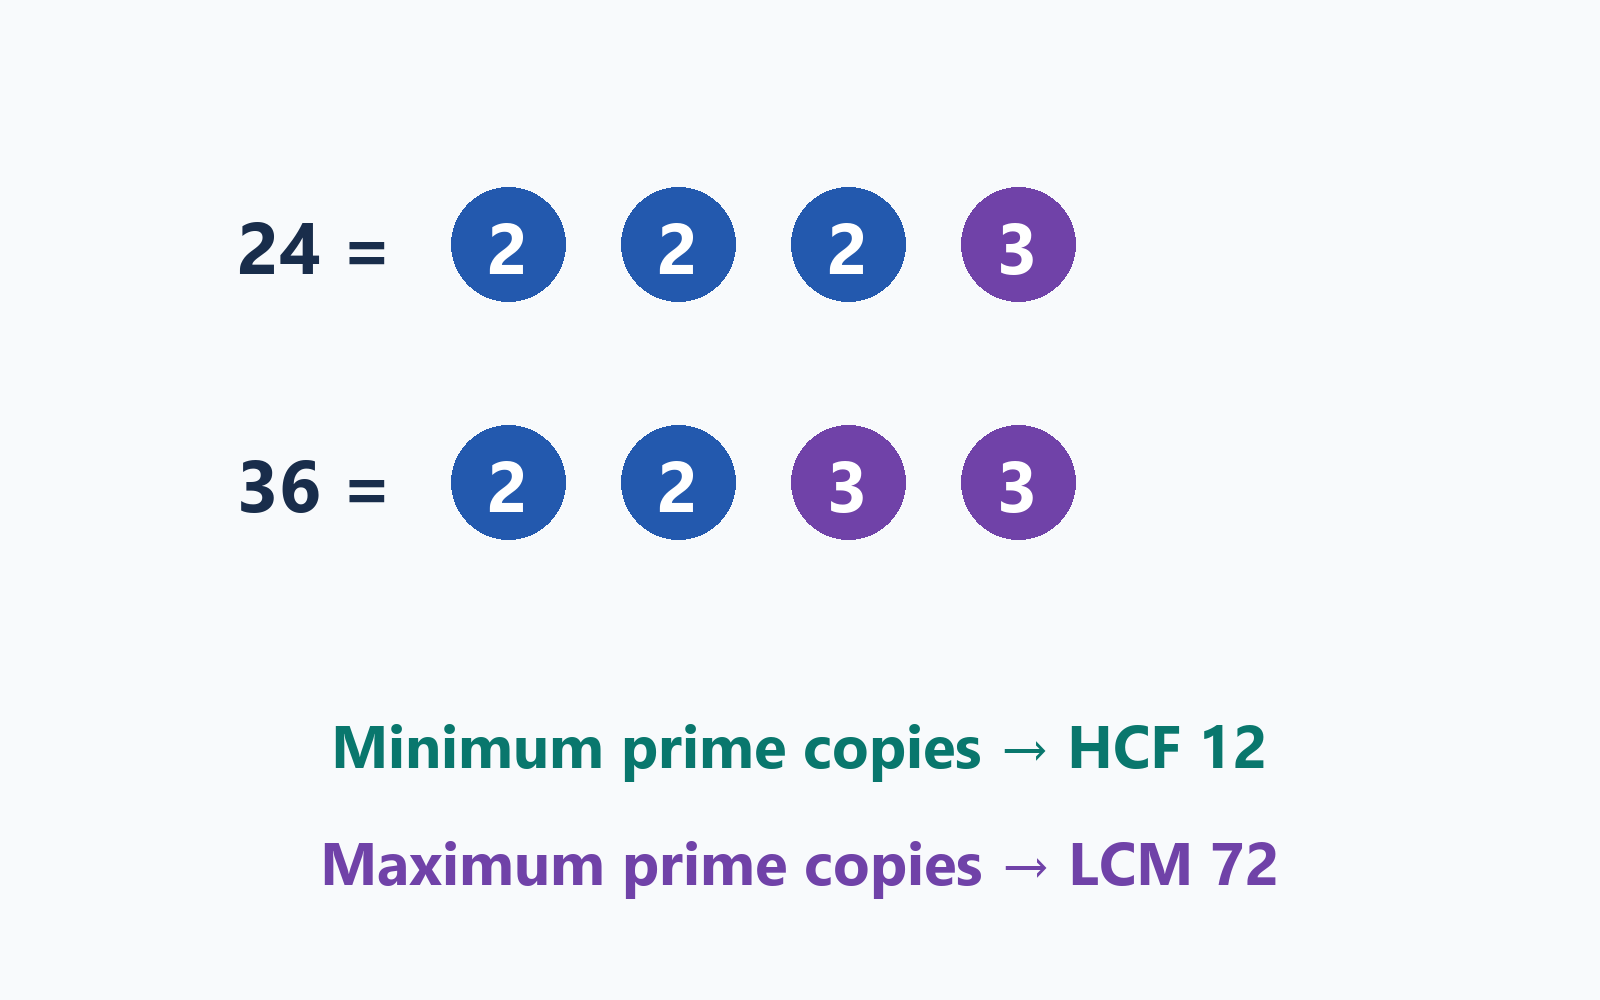 24 = 2 2 2 3
36 = 2 2 3 3
Minimum prime copies → HCF 12
Maximum prime copies → LCM 72